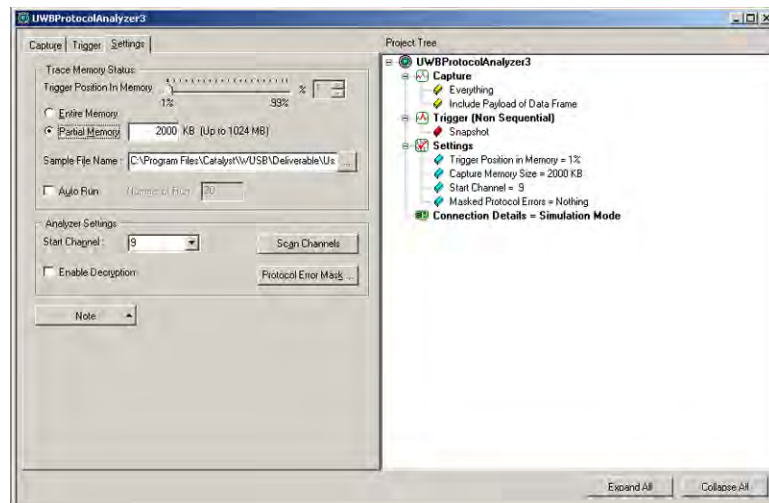 UWBProtocolAnalyzer3
Capture Trigger Settings
Trace Memory Status:
Trigger Position In Memory
1% 99% % 1
Entire Memory
Partial Memory 2000 KB (Up to 1024 MB)
Sample File Name : C:\Program Files\Catalyst\WUSB\Deliverable\Us ...
Auto Run Number of Run: 20
Analyzer Settings
Start Channel : 9 Scan Channels
Enable Decryption Protocol Error Mask ...
Note
Project Tree
UWBProtocolAnalyzer3
Capture
Everything
Include Payload of Data Frame
Trigger (Non Sequential)
Snapshot
Settings
Trigger Position in Memory = 1%
Capture Memory Size = 2000 KB
Start Channel = 9
Masked Protocol Errors = Nothing
Connection Details = Simulation Mode
Expand All Collapse All